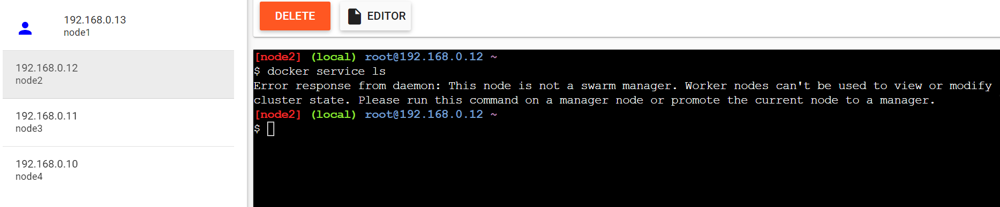 192.168.0.13
node1
192.168.0.12
node2
192.168.0.11
node3
192.168.0.10
node4
DELETE
EDITOR
[node2] (local) root@192.168.0.12 ~
$ docker service ls
Error response from daemon: This node is not a swarm manager. Worker nodes can't be used to view or modify
cluster state. Please run this command on a manager node or promote the current node to a manager.
[node2] (local) root@192.168.0.12 ~
$